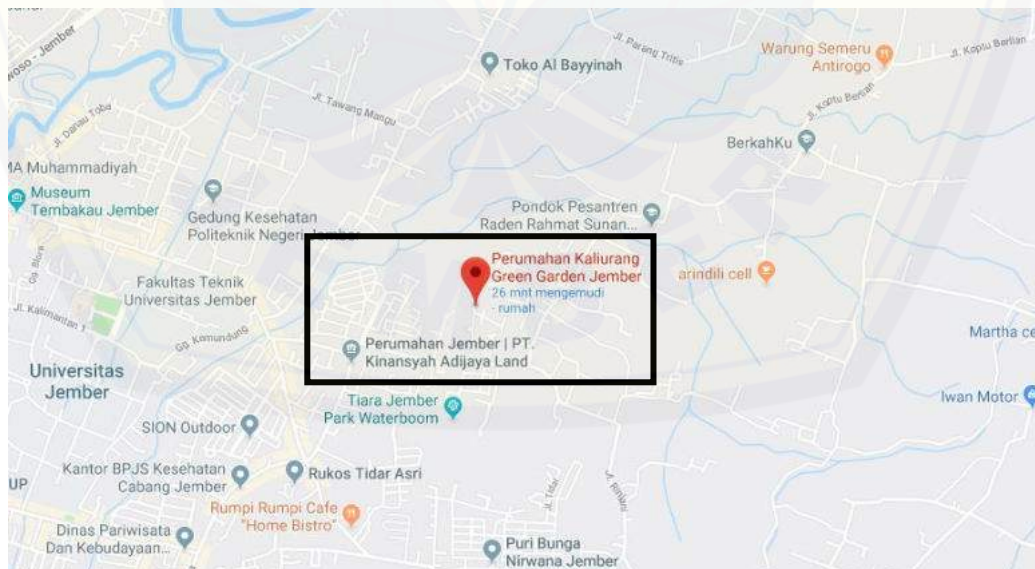 Jl. Parang Tritis
Warung Semeru
Antirogo
Jl. Koptu Berlian
Toko Al Bayyinah
woso - Jember
Jl. Tawang Mangu
Jl. Danau Toba
BerkahKu
MA Muhammadiyah
Museum
Tembakau Jember
Gedung Kesehatan
Politeknik Negeri Jember
Pondok Pesantren
Raden Rahmat Sunan...
Perumahan Kaliurang
Green Garden Jember
26 mnt mengemudi
- rumah
arindili cell
Fakultas Teknik
Universitas Jember
Jl. Kalimantan 1
Gg. Kamundung
Perumahan Jember | PT.
Kinansyah Adijaya Land
Martha ce
Universitas
Jember
Tiara Jember
Park Waterboom
Iwan Motor
SION Outdoor
Kantor BPJS Kesehatan
Cabang Jember
Rukos Tidar Asri
UP
Rumpi Rumpi Cafe
"Home Bistro"
Jl. Tidar
Dinas Pariwisata
Dan Kebudayaan...
Puri Bunga
Nirwana Jember